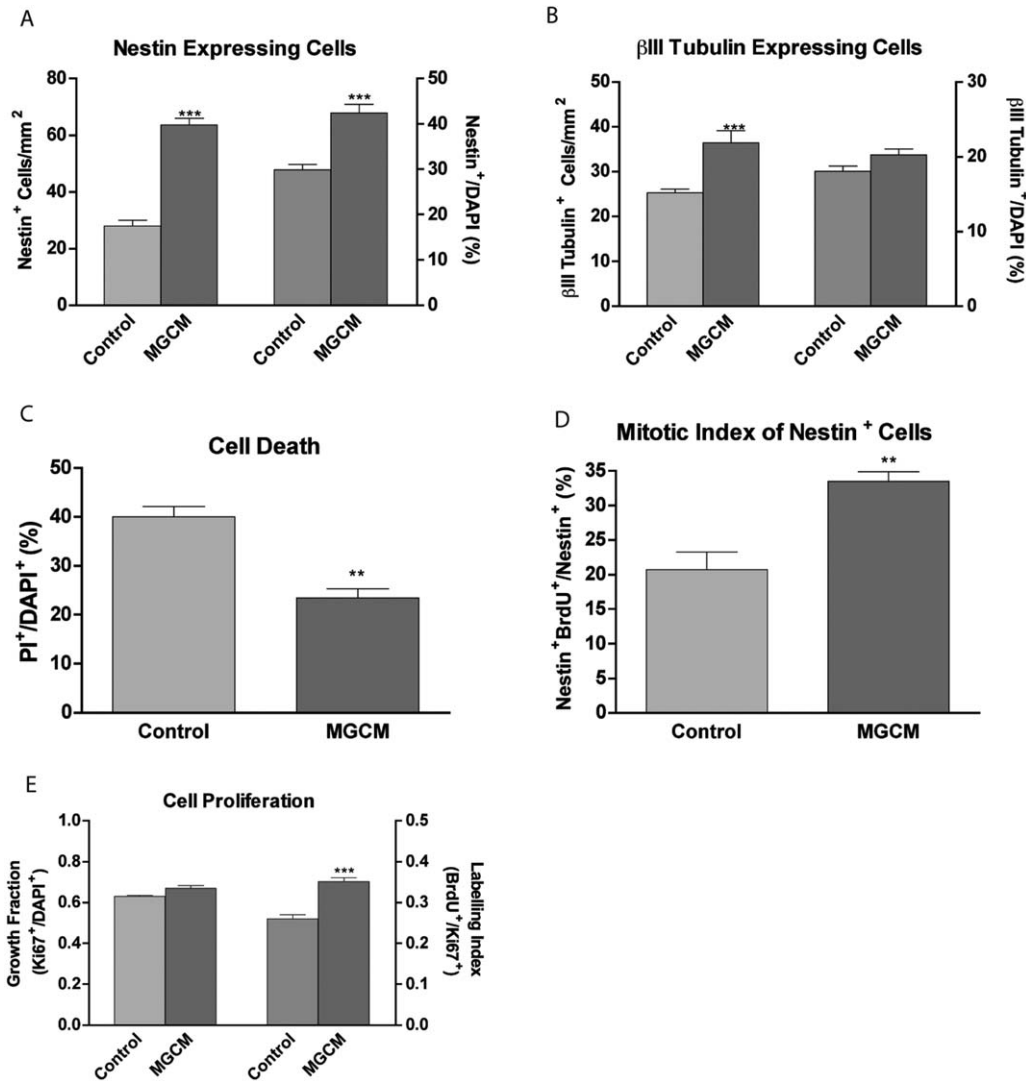 A
Nestin Expressing Cells
Nestin⁺ Cells/mm²
80
60
40
20
0
***
***
50
40
30
20
10
0
Nestin⁺/DAPI (%)
Control
MGCM
Control
MGCM
B
βIII Tubulin Expressing Cells
βIII Tubulin⁺ Cells/mm²
50
40
30
20
10
0
***
30
20
10
0
βIII Tubulin⁺/DAPI (%)
Control
MGCM
Control
MGCM
C
Cell Death
PI⁺/DAPI⁺ (%)
50
40
30
20
10
0
**
Control
MGCM
D
Mitotic Index of Nestin⁺ Cells
Nestin⁺BrdU⁺/Nestin⁺ (%)
35
30
25
20
15
10
5
0
**
Control
MGCM
E
Cell Proliferation
Growth Fraction
(Ki67⁺/DAPI⁺)
1.0
0.8
0.6
0.4
0.2
0.0
***
0.5
0.4
0.3
0.2
0.1
0.0
Labelling Index
(BrdU⁺/Ki67⁺)
Control
MGCM
Control
MGCM